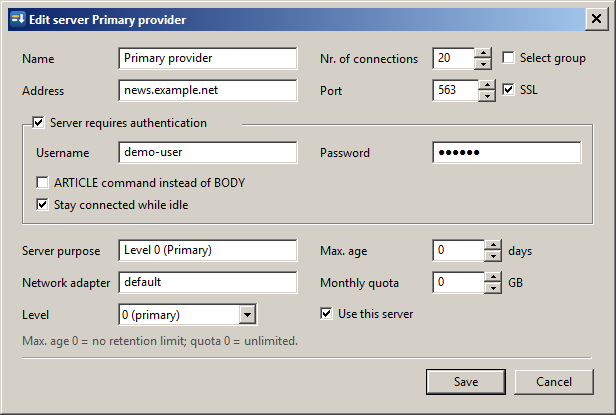 Edit server Primary provider
Name Primary provider Nr. of connections 20 Select group
Address news.example.net Port 563 SSL
Server requires authentication
Username demo-user Password ●●●●●●
ARTICLE command instead of BODY
Stay connected while idle
Server purpose Level 0 (Primary) Max. age 0 days
Network adapter default Monthly quota 0 GB
Level 0 (primary) Use this server
Max. age 0 = no retention limit; quota 0 = unlimited.
Save Cancel